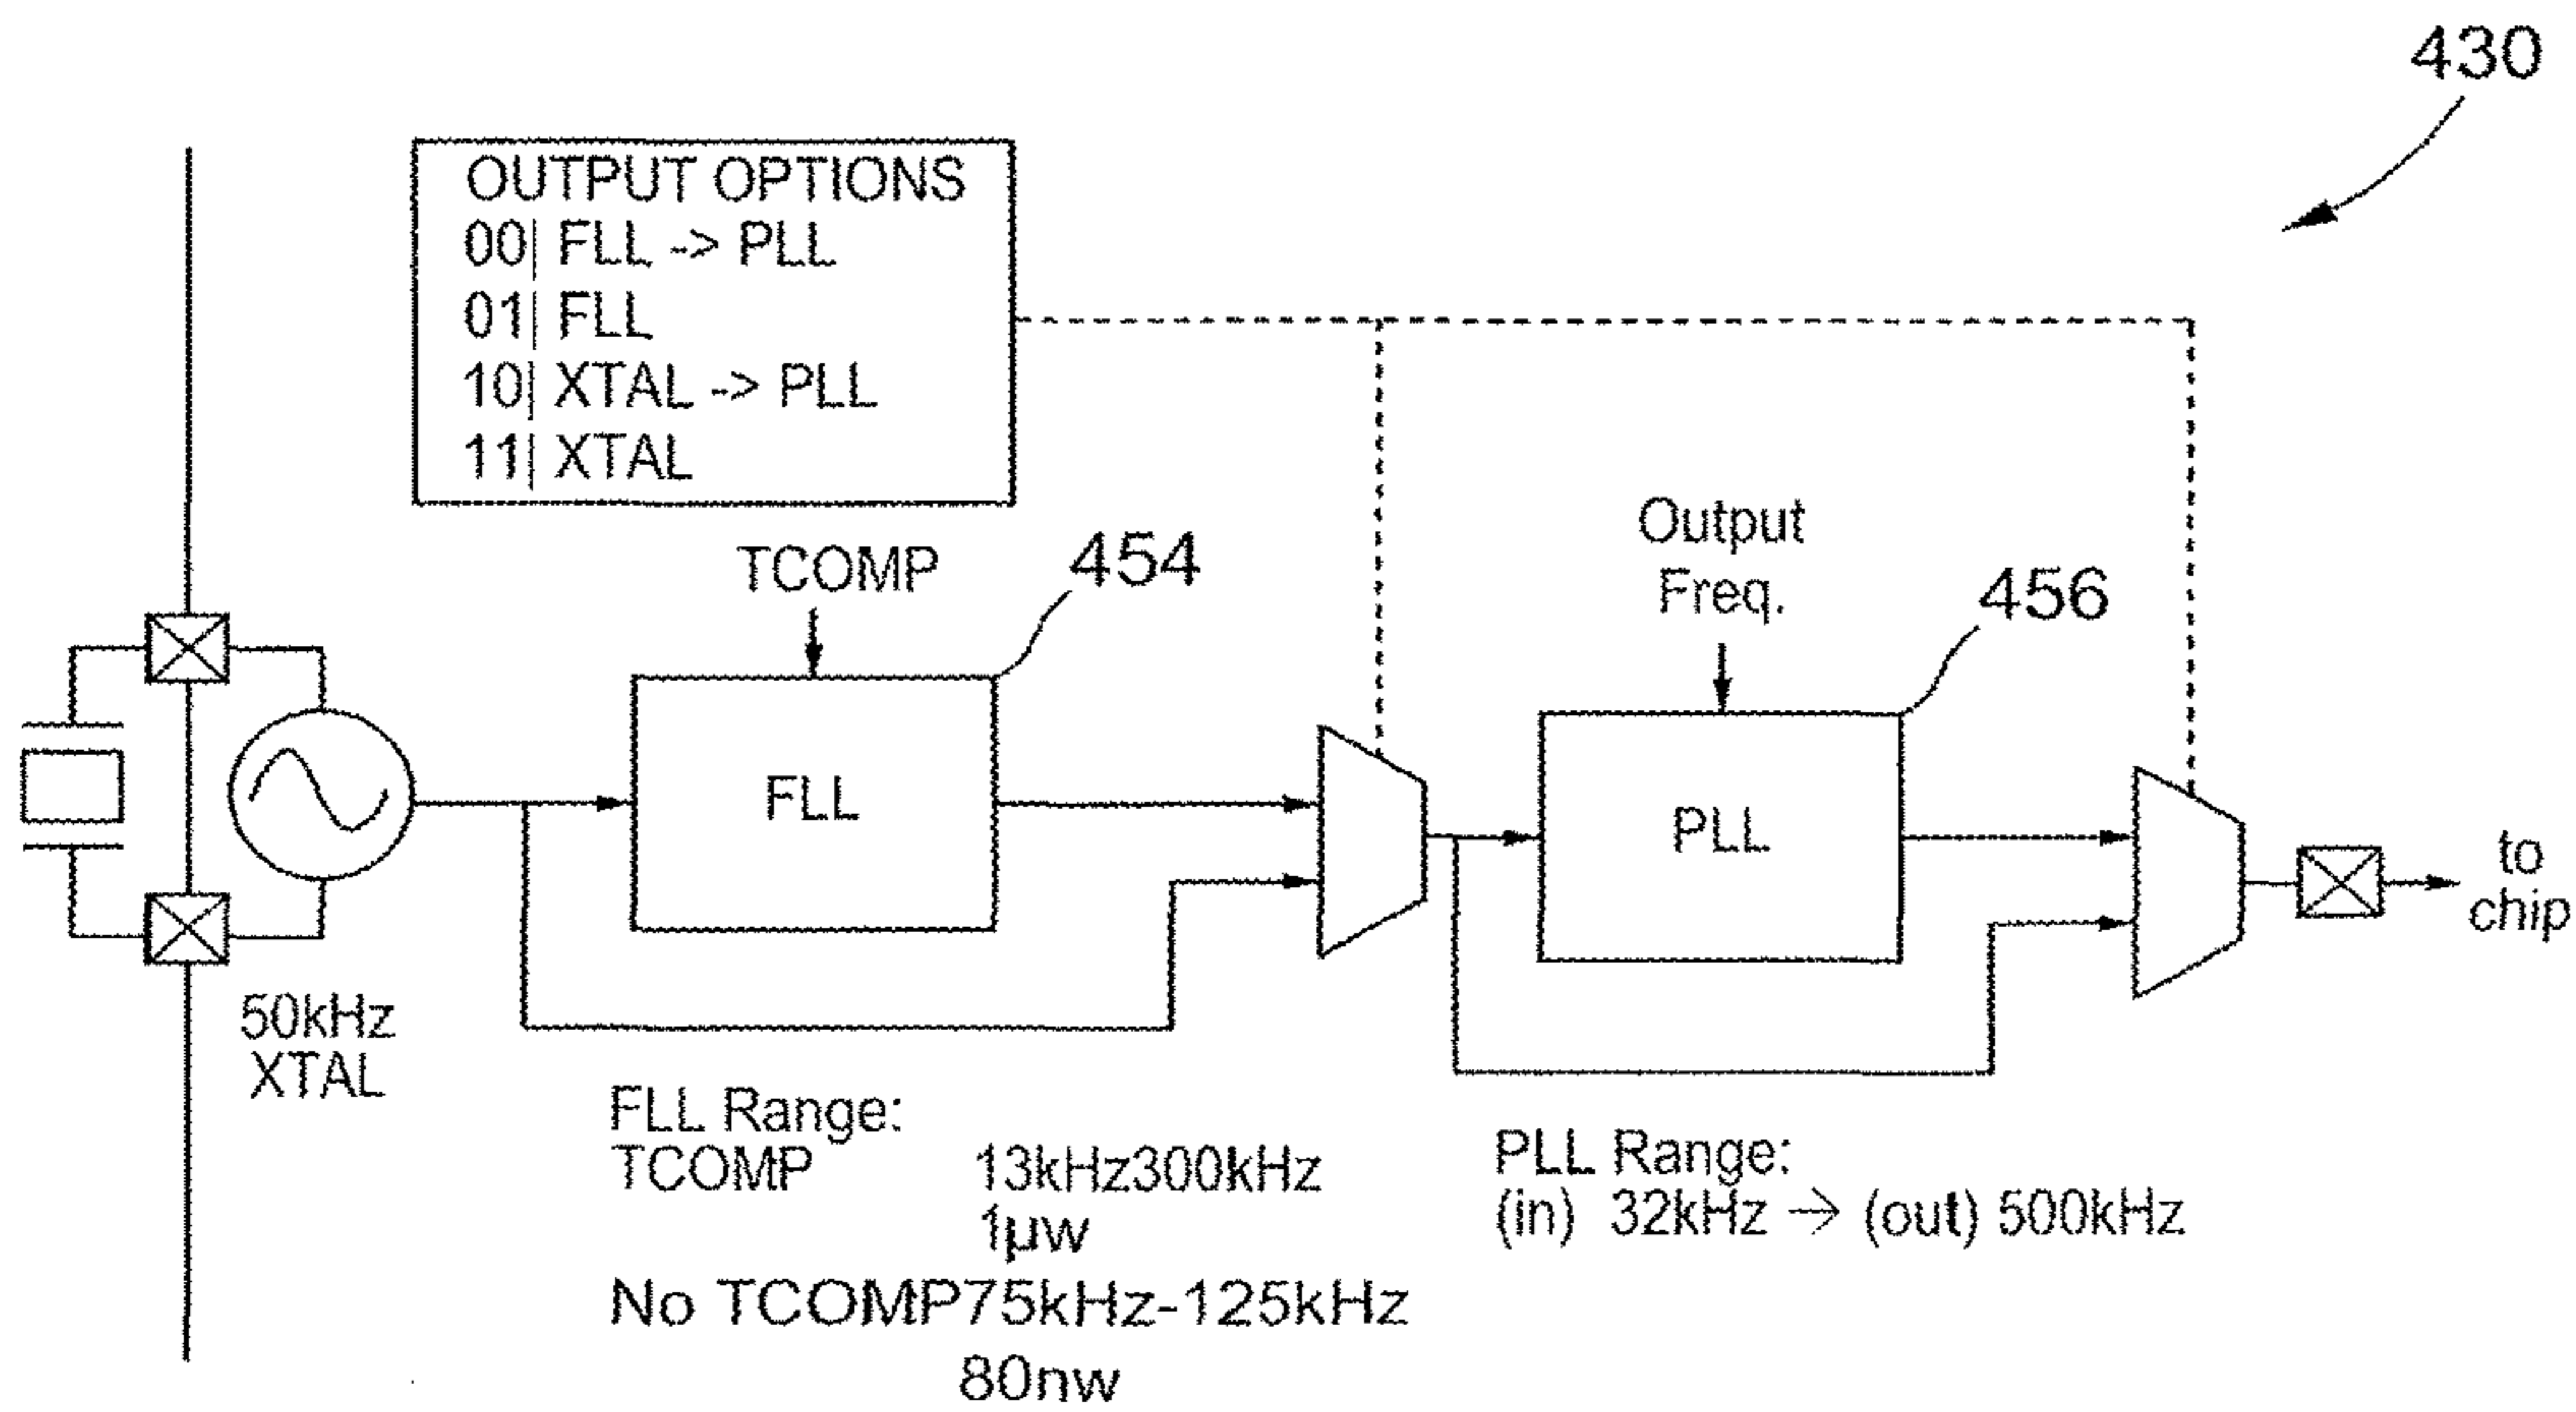 430
OUTPUT OPTIONS
00| FLL -> PLL
01| FLL
10| XTAL -> PLL
11| XTAL
TCOMP
454
Output
Freq.
456
FLL
PLL
to
chip
50kHz
XTAL
FLL Range:
TCOMP 13kHz300kHz
1µw
No TCOMP75kHz-125kHz
80nw
PLL Range:
(in) 32kHz → (out) 500kHz